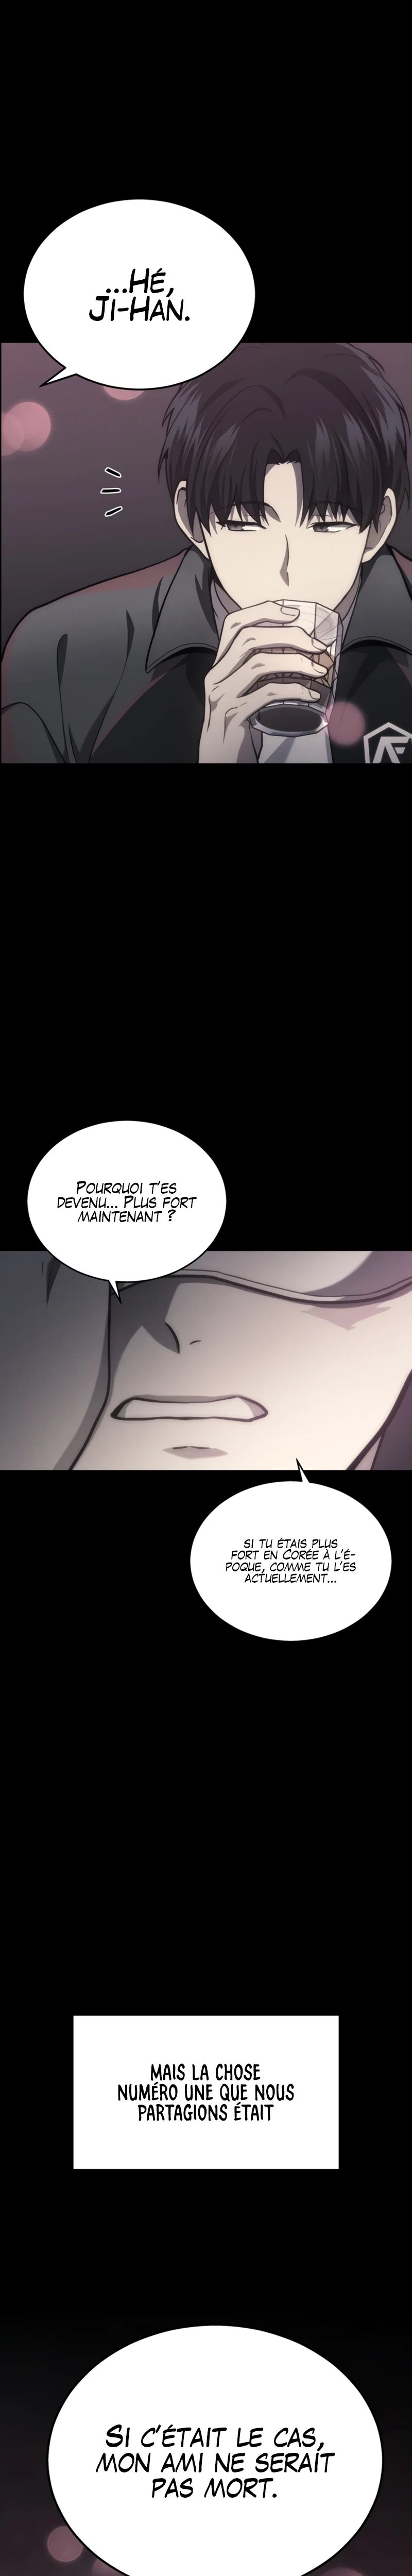 ...HÉ,
JI-HAN.
POURQUOI T'ES
DEVENU... PLUS FORT
MAINTENANT ?
SI TU ÉTAIS PLUS
FORT EN CORÉE À L'É-
POQUE, COMME TU L'ES
ACTUELLEMENT...
MAIS LA CHOSE
NUMÉRO UNE QUE NOUS
PARTAGIONS ÉTAIT
SI C'ÉTAIT LE CAS,
MON AMI NE SERAIT
PAS MORT.